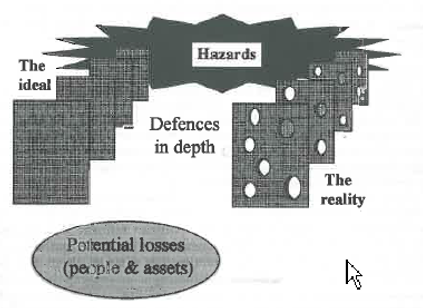 Hazards
The
ideal
Defences
in depth
The
reality
Potential losses
(people & assets)